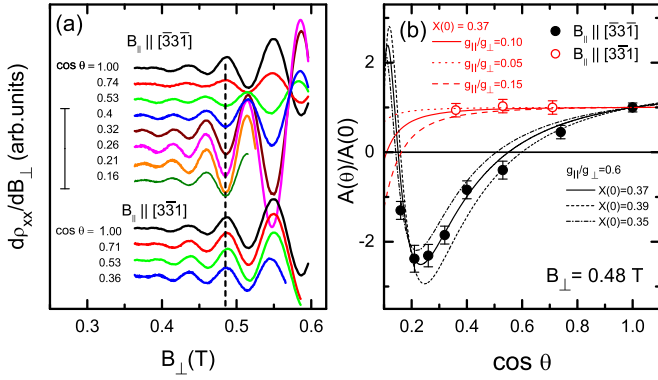 (a)
B∥ || [3̄33̄1̄]
cos θ = 1.00
0.74
0.53
0.4
0.32
0.26
0.21
0.16
B∥ || [33̄1]
cos θ = 1.00
0.71
0.53
0.36
dρxx/dB⊥ (arb.units)
0.3
0.4
0.5
0.6
B⊥(T)
(b)
X(0) = 0.37
g||/g⊥=0.10
g||/g⊥=0.05
g||/g⊥=0.15
B∥ || [3̄3̄1̄]
B∥ || [33̄1]
A(θ)/A(0)
2
0
-2
g||/g⊥=0.6
X(0)=0.37
X(0)=0.39
X(0)=0.35
B⊥= 0.48 T
0.2
0.4
0.6
0.8
1.0
cos θ